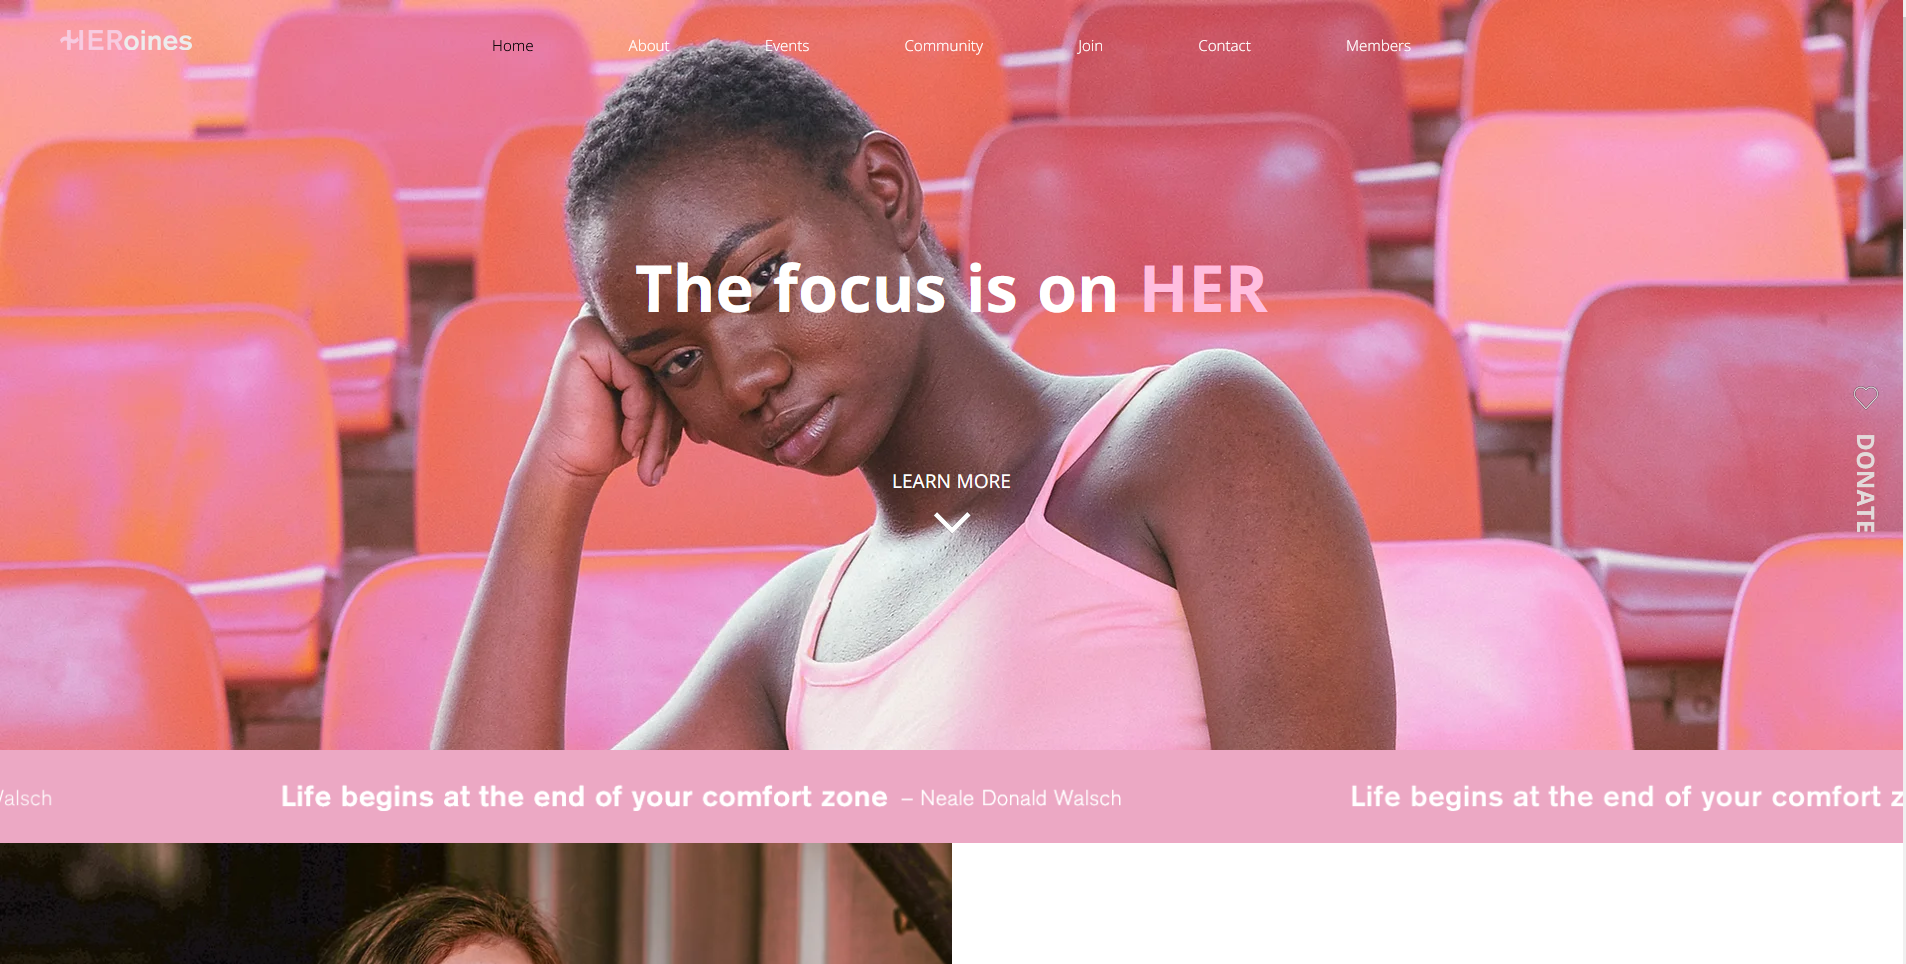 HERoines
Home About Events Community Join Contact Members
The focus is on HER
LEARN MORE
DONATE
Walsch Life begins at the end of your comfort zone – Neale Donald Walsch Life begins at the end of your comfort z